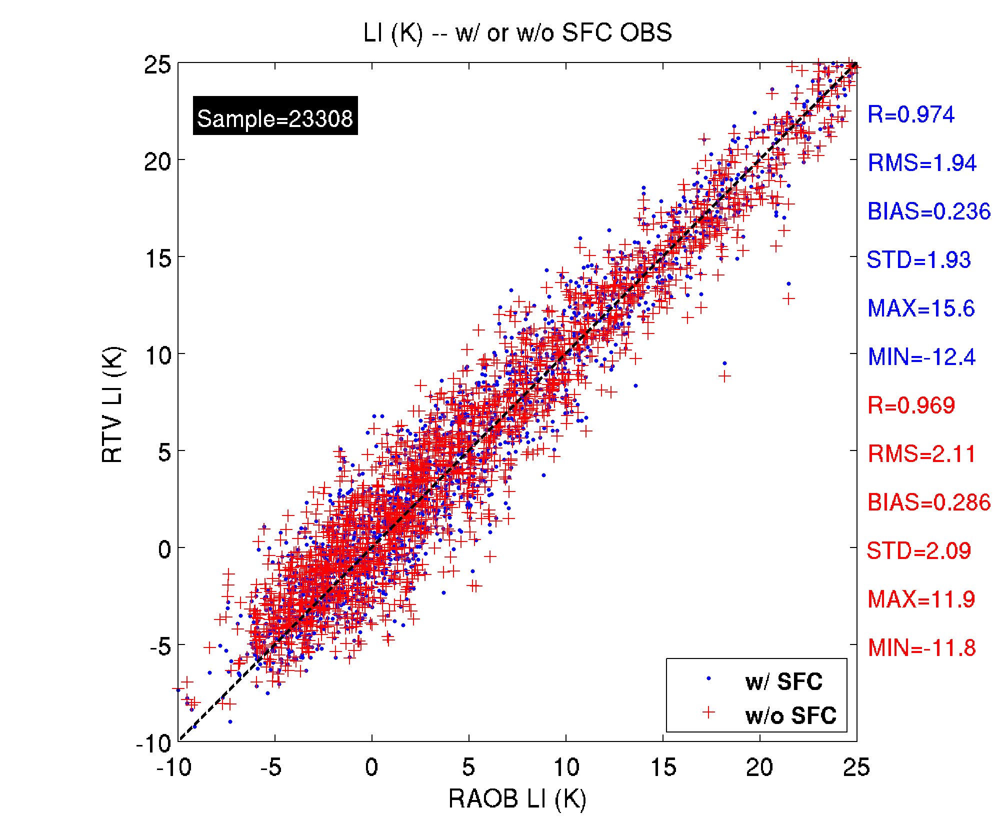 LI (K) -- w/ or w/o SFC OBS
25
20
15
10
5
0
-5
-10
RTV LI (K)
Sample=23308
R=0.974
RMS=1.94
BIAS=0.236
STD=1.93
MAX=15.6
MIN=-12.4
R=0.969
RMS=2.11
BIAS=0.286
STD=2.09
MAX=11.9
MIN=-11.8
w/ SFC
w/o SFC
-10 -5 0 5 10 15 20 25
RAOB LI (K)